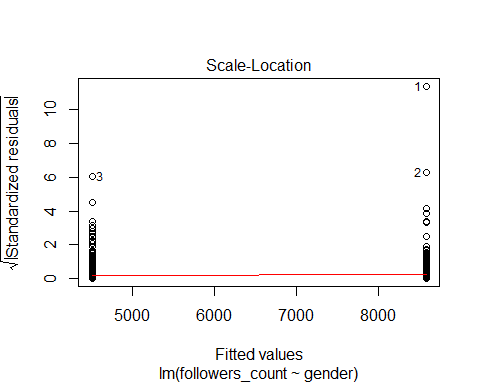 Scale-Location
√|Standardized residuals|
10
8
6
4
2
0
1
2
3
5000 6000 7000 8000
Fitted values
lm(followers_count ~ gender)